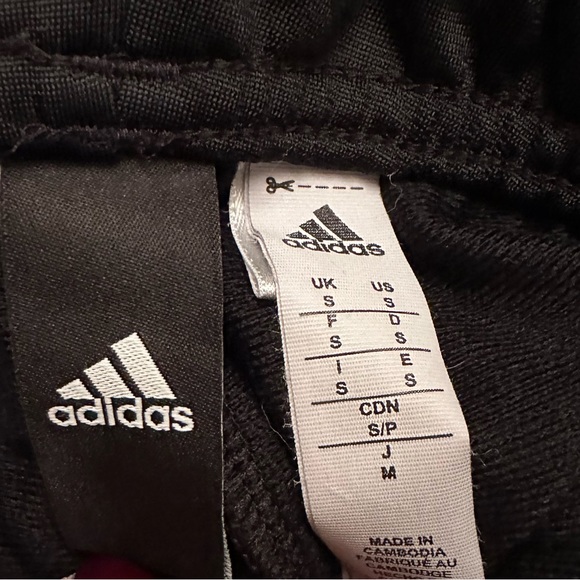 adidas
adidas
UK US
S S
F D
S S
I E
S S
CDN
S/P
J
M
MADE IN
CAMBODIA
FABRIQUÉ AU
CAMBODGE